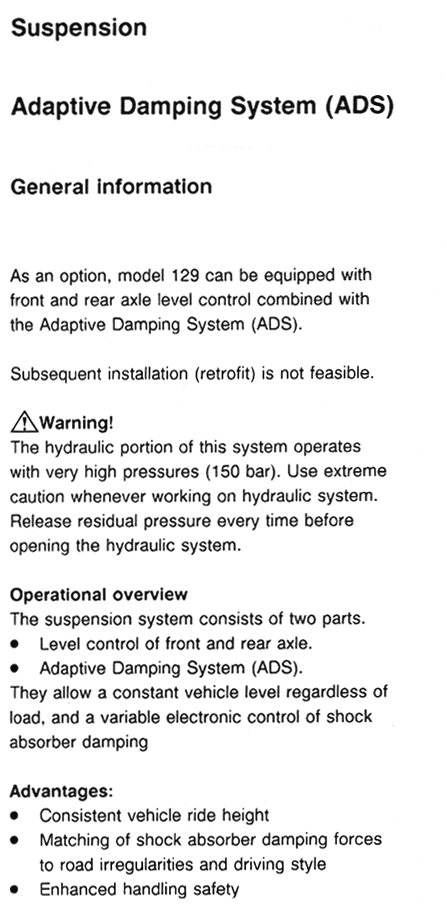 Suspension
Adaptive Damping System (ADS)
General information
As an option, model 129 can be equipped with
front and rear axle level control combined with
the Adaptive Damping System (ADS).
Subsequent installation (retrofit) is not feasible.
⚠Warning!
The hydraulic portion of this system operates
with very high pressures (150 bar). Use extreme
caution whenever working on hydraulic system.
Release residual pressure every time before
opening the hydraulic system.
Operational overview
The suspension system consists of two parts.
● Level control of front and rear axle.
● Adaptive Damping System (ADS).
They allow a constant vehicle level regardless of
load, and a variable electronic control of shock
absorber damping
Advantages:
● Consistent vehicle ride height
● Matching of shock absorber damping forces
to road irregularities and driving style
● Enhanced handling safety